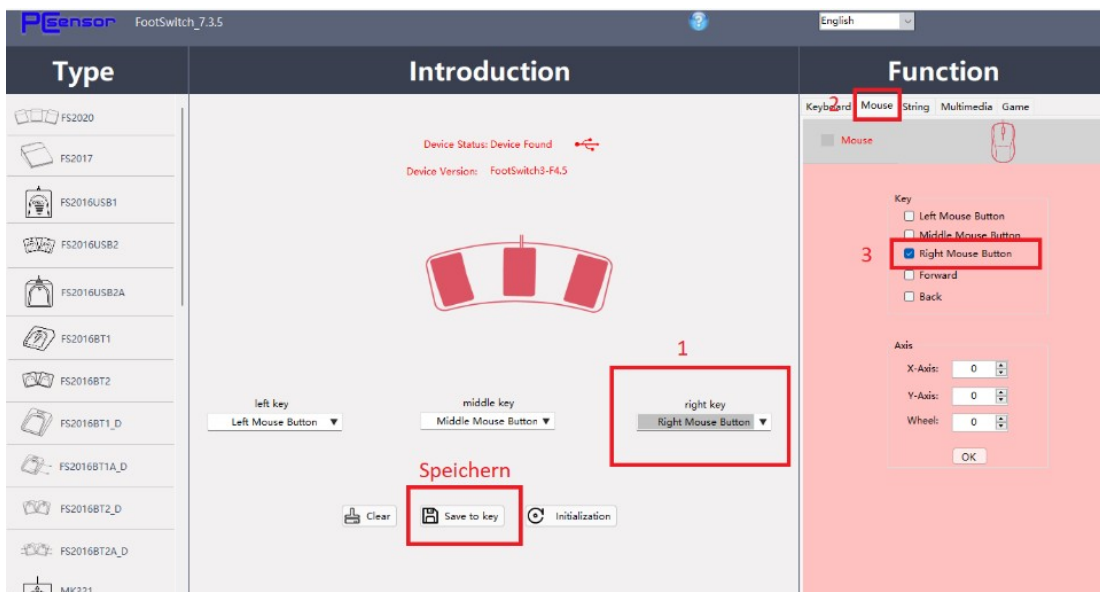 PCsensor FootSwitch_7.3.5
English
Type
Introduction
Function
FS2020
FS2017
FS2016USB1
FS2016USB2
FS2016USB2A
FS2016BT1
FS2016BT2
FS2016BT1_D
FS2016BT1A_D
FS2016BT2_D
FS2016BT2A_D
MK321
Device Status: Device Found
Device Version: FootSwitch3-F4.5
1
left key
middle key
right key
Left Mouse Button
Middle Mouse Button
Right Mouse Button
Speichern
Clear
Save to key
Initialization
2
Keyboard Mouse String Multimedia Game
Mouse
Key
Left Mouse Button
Middle Mouse Button
3
Right Mouse Button
Forward
Back
Axis
X-Axis: 0
Y-Axis: 0
Wheel: 0
OK